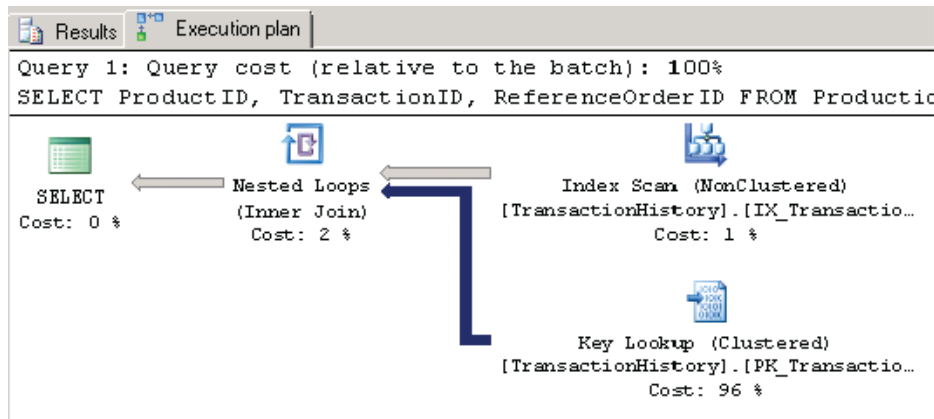 Results
Execution plan
Query 1: Query cost (relative to the batch): 100%
SELECT ProductID, TransactionID, ReferenceOrderID FROM Productio
SELECT
Cost: 0 %
Nested Loops
(Inner Join)
Cost: 2 %
Index Scan (NonClustered)
[TransactionHistory].[IX_Transactio…
Cost: 1 %
Key Lookup (Clustered)
[TransactionHistory].[PK_Transactio…
Cost: 96 %